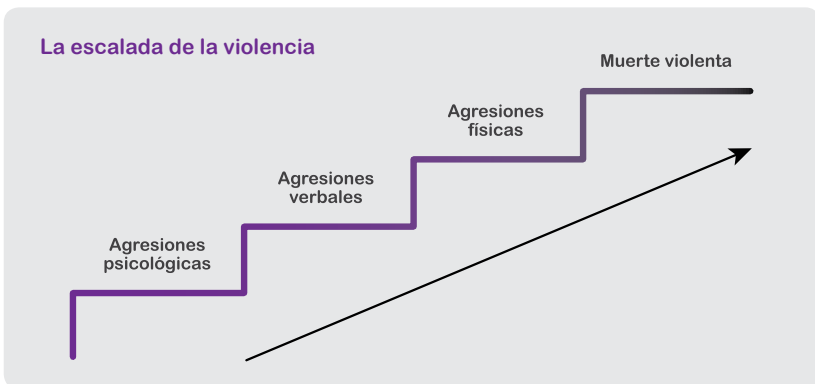 La escalada de la violencia
Muerte violenta
Agresiones
físicas
Agresiones
verbales
Agresiones
psicológicas